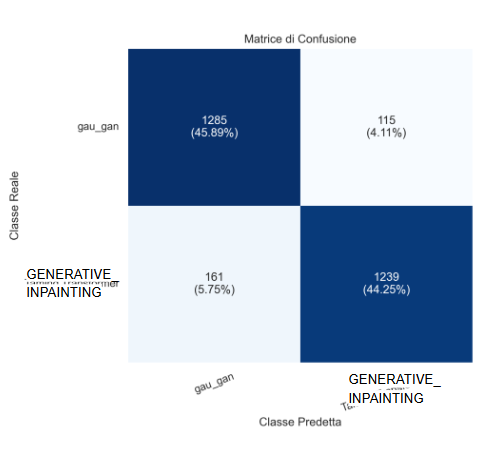 Matrice di Confusione
gau_gan
1285
(45.89%)
115
(4.11%)
Classe Reale
GENERATIVE_
INPAINTING
161
(5.75%)
1239
(44.25%)
gau_gan
GENERATIVE_
INPAINTING
Classe Predetta